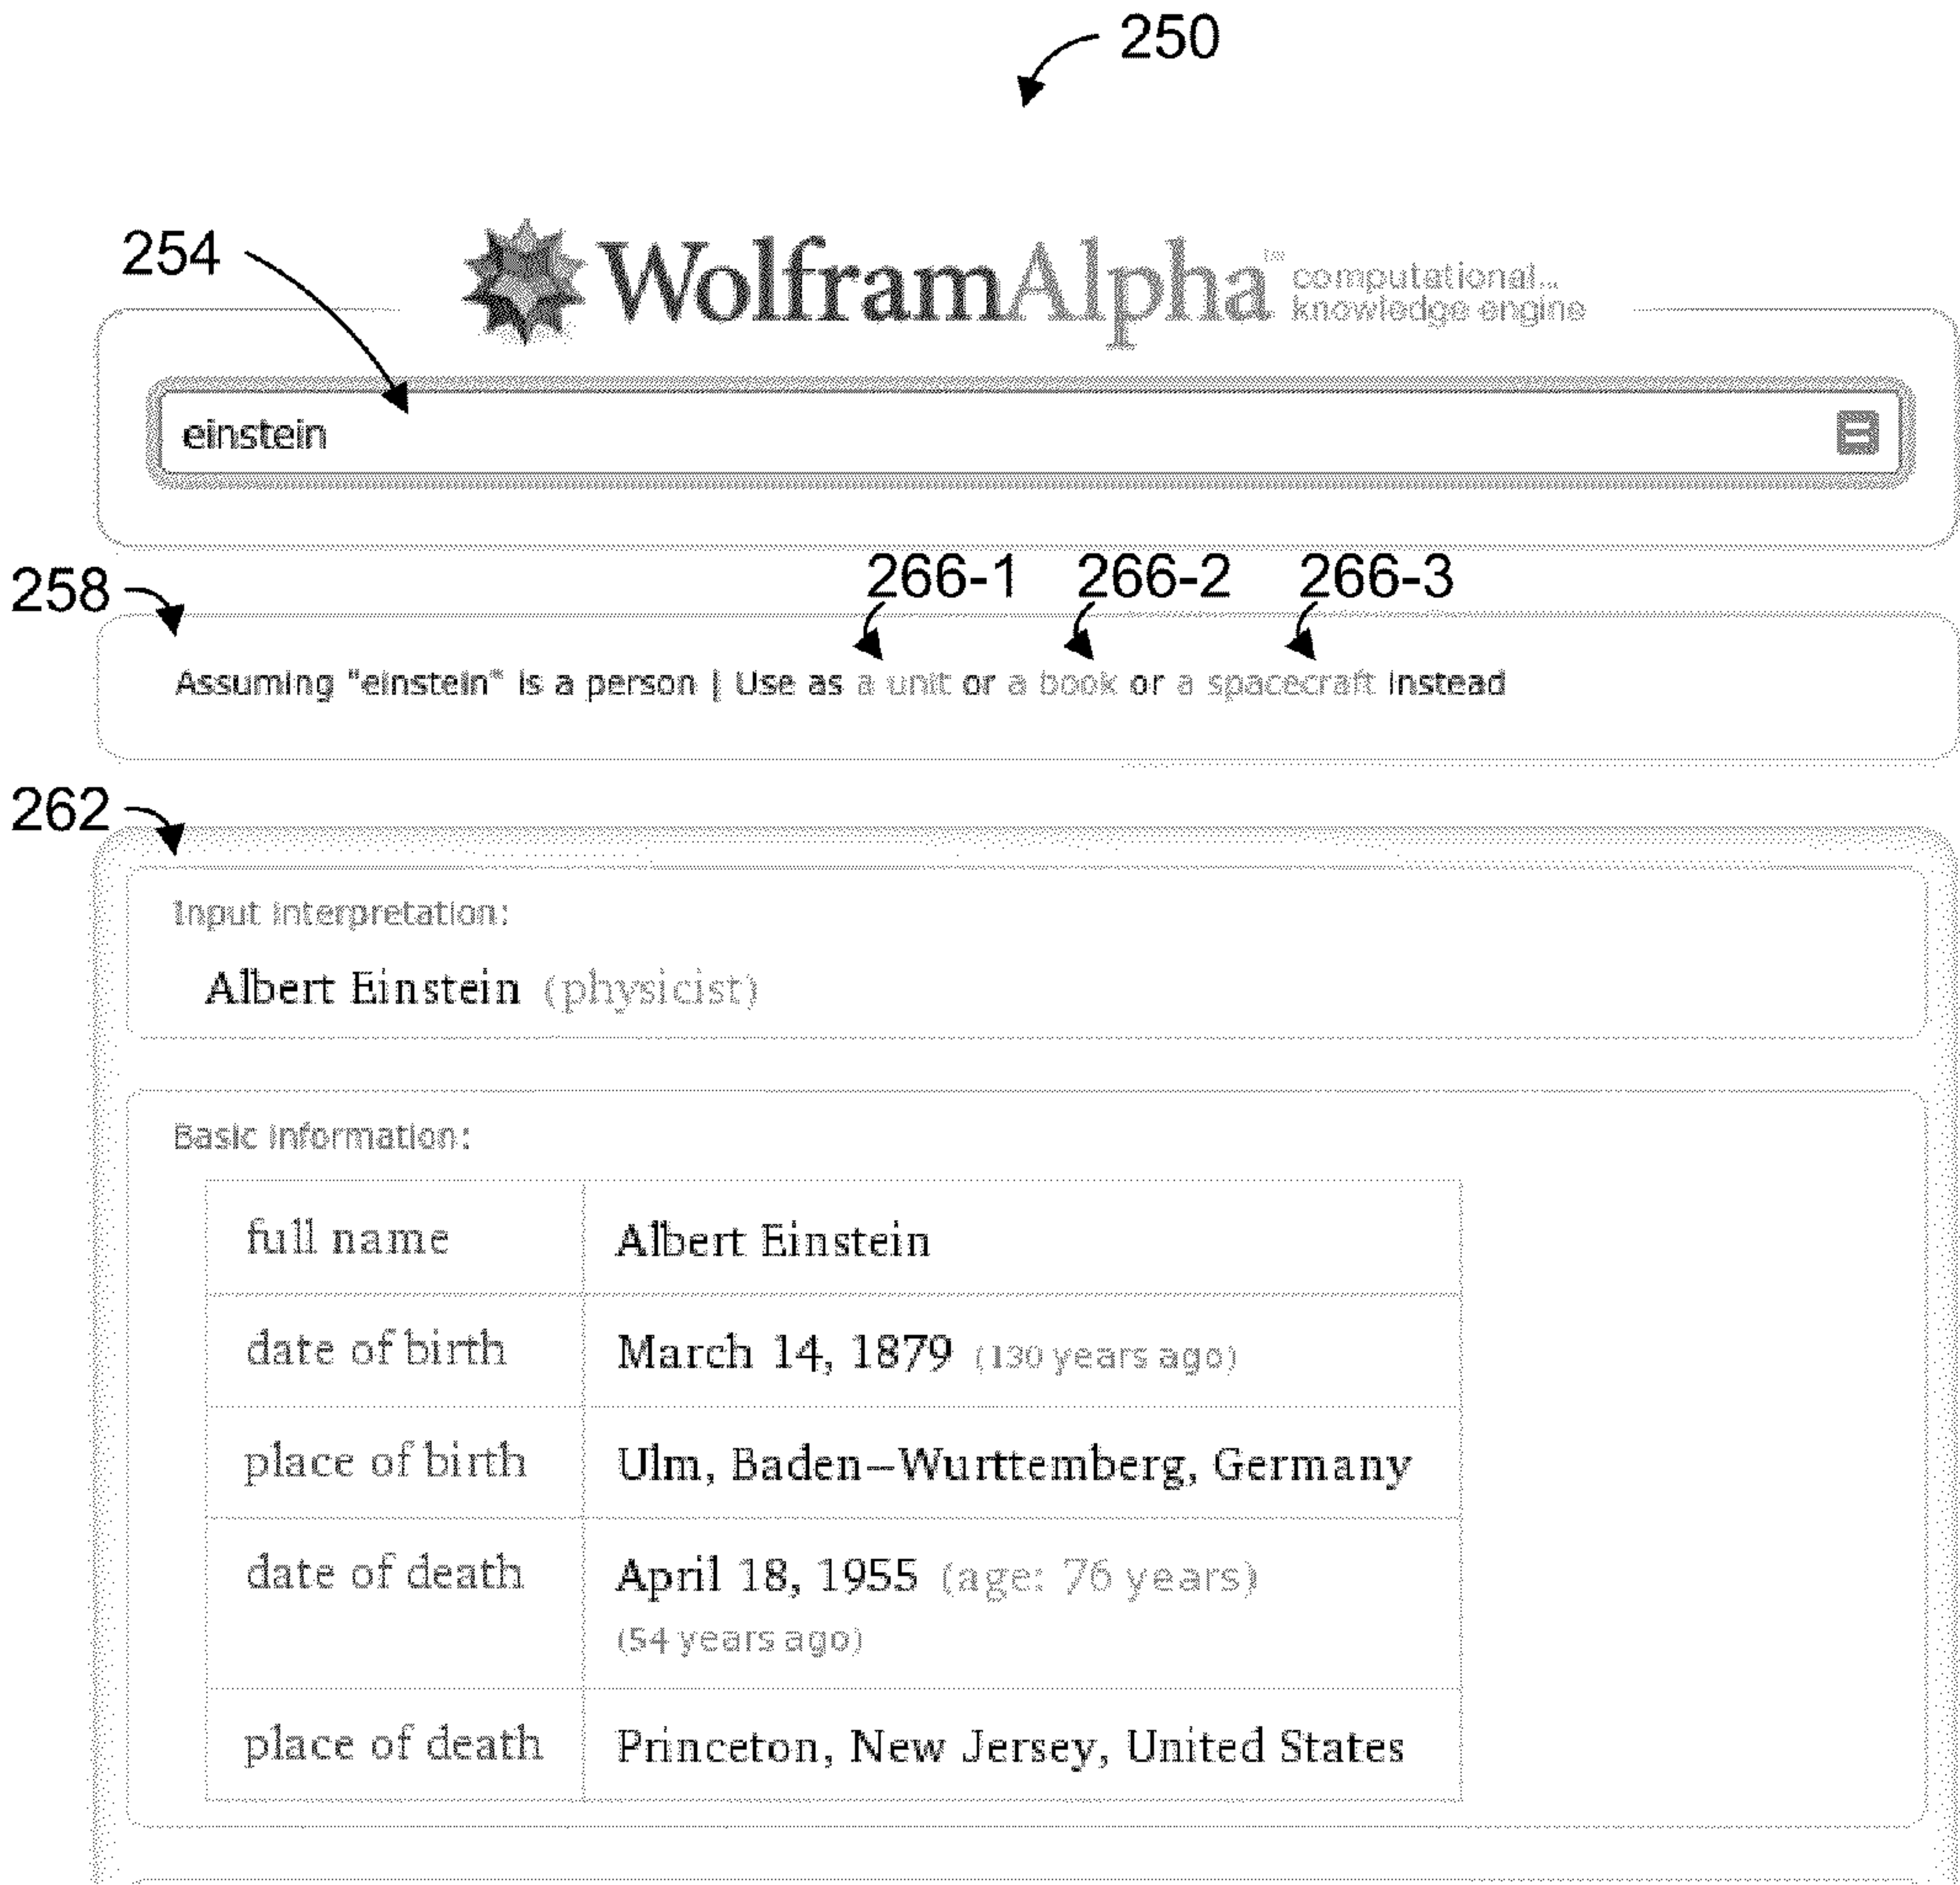 250
254
WolframAlpha™ computational...
knowledge engine
einstein
258
266-1 266-2 266-3
Assuming "einstein" is a person | Use as a unit or a book or a spacecraft instead
262
Input interpretation:
Albert Einstein (physicist)
Basic information:
full name Albert Einstein
date of birth March 14, 1879 (130 years ago)
place of birth Ulm, Baden–Wurttemberg, Germany
date of death April 18, 1955 (age: 76 years)
(54 years ago)
place of death Princeton, New Jersey, United States